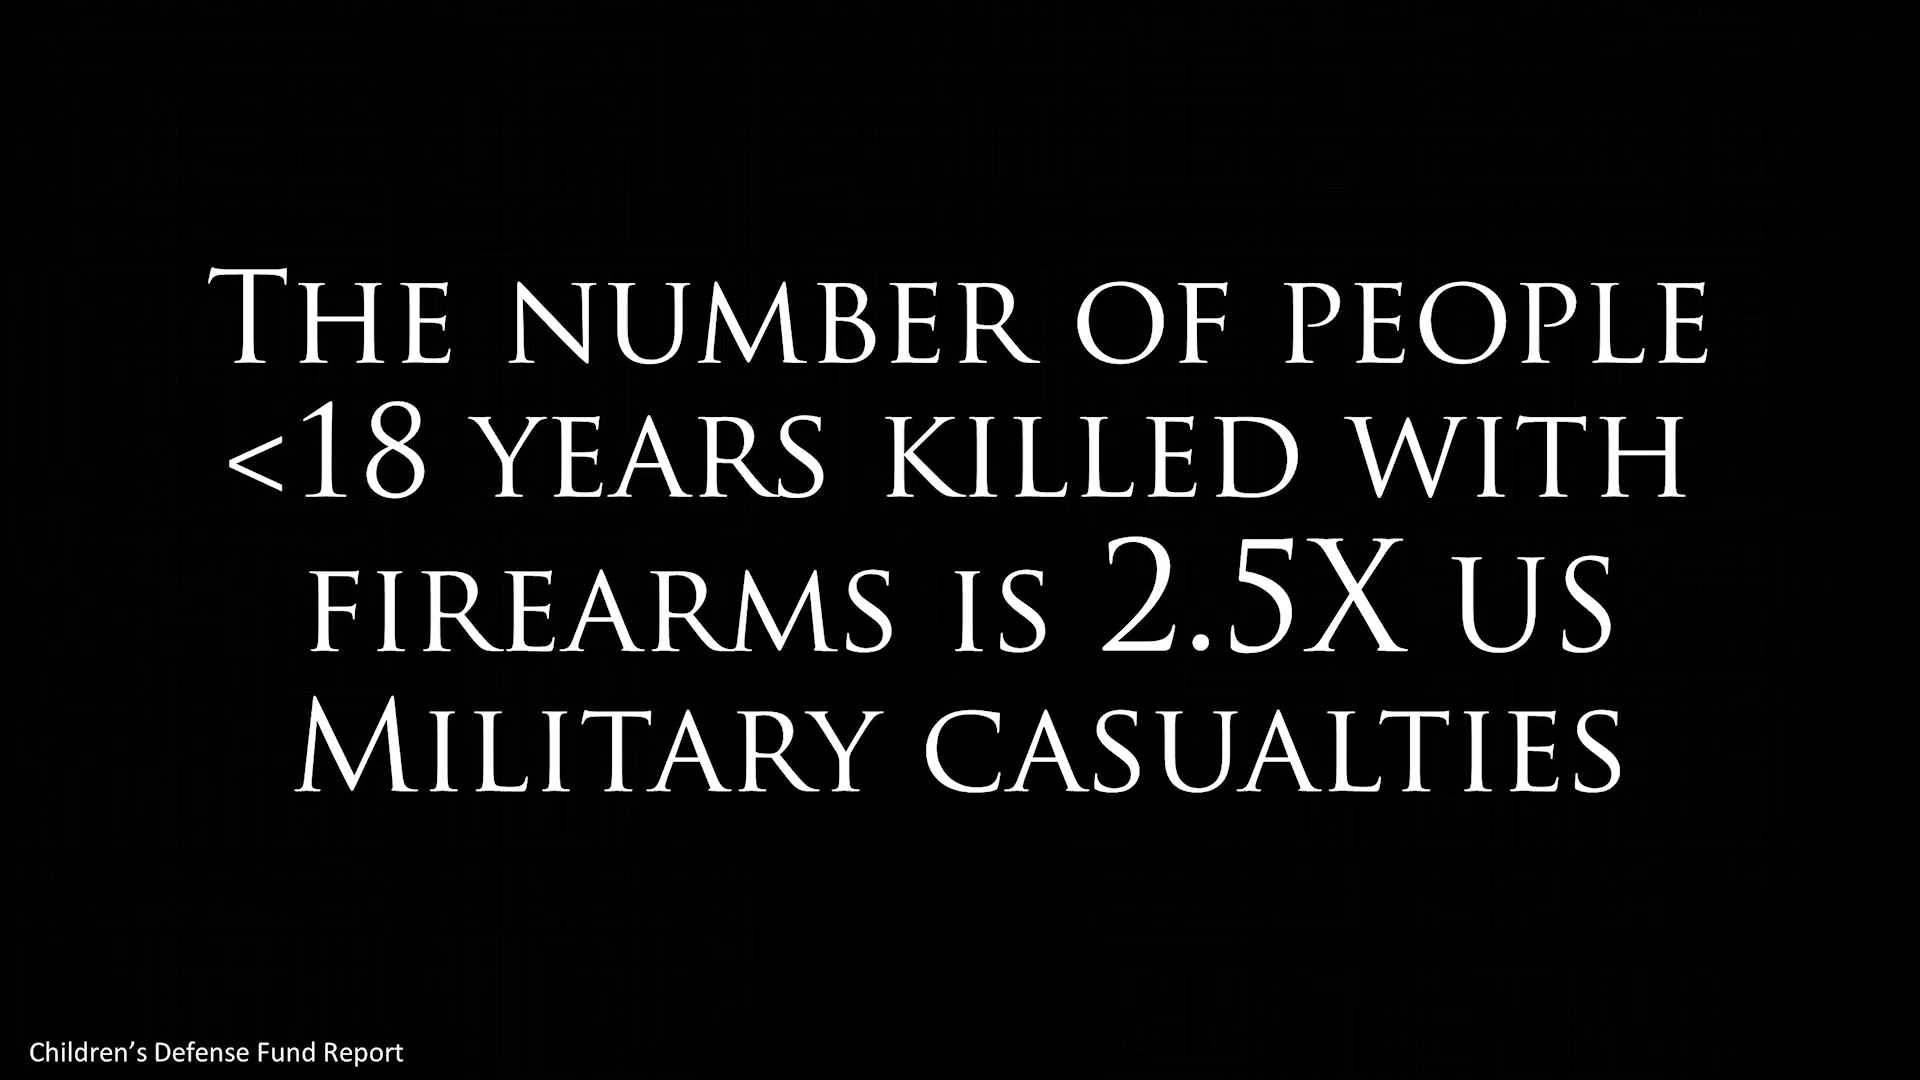 The number of people
<18 years killed with
firearms is 2.5X us
Military casualties
Children’s Defense Fund Report